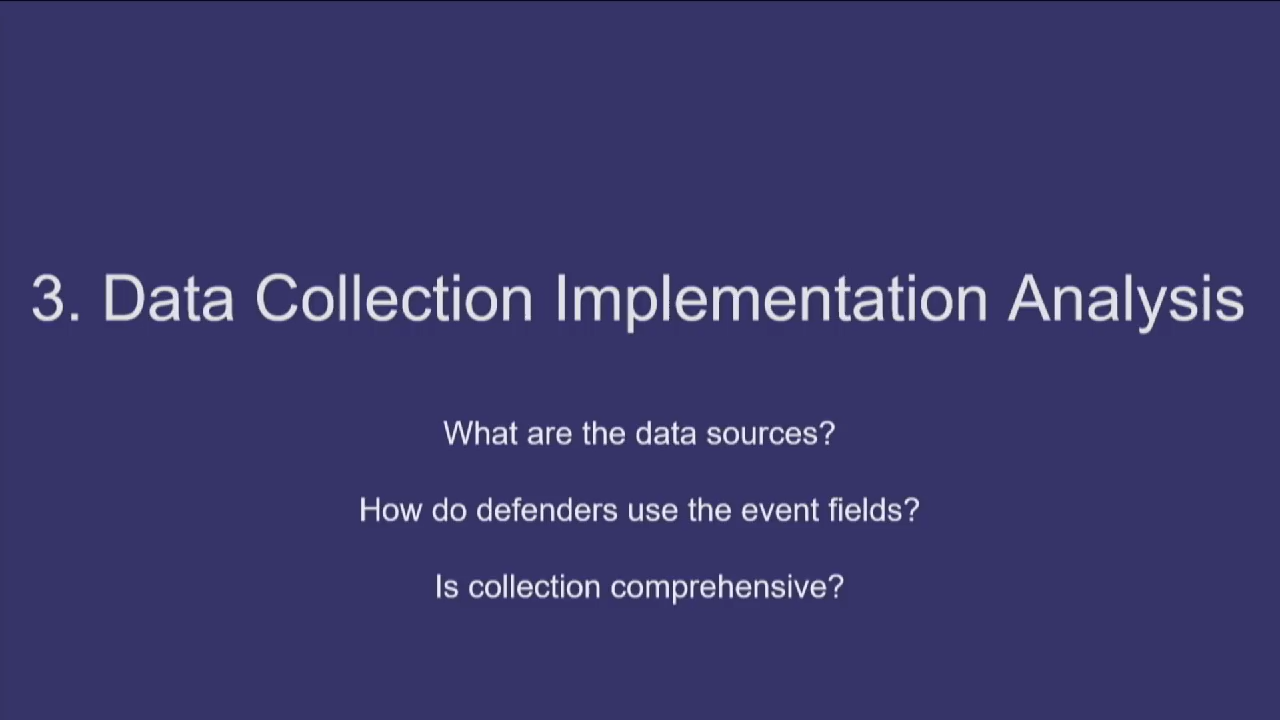 3. Data Collection Implementation Analysis
What are the data sources?
How do defenders use the event fields?
Is collection comprehensive?